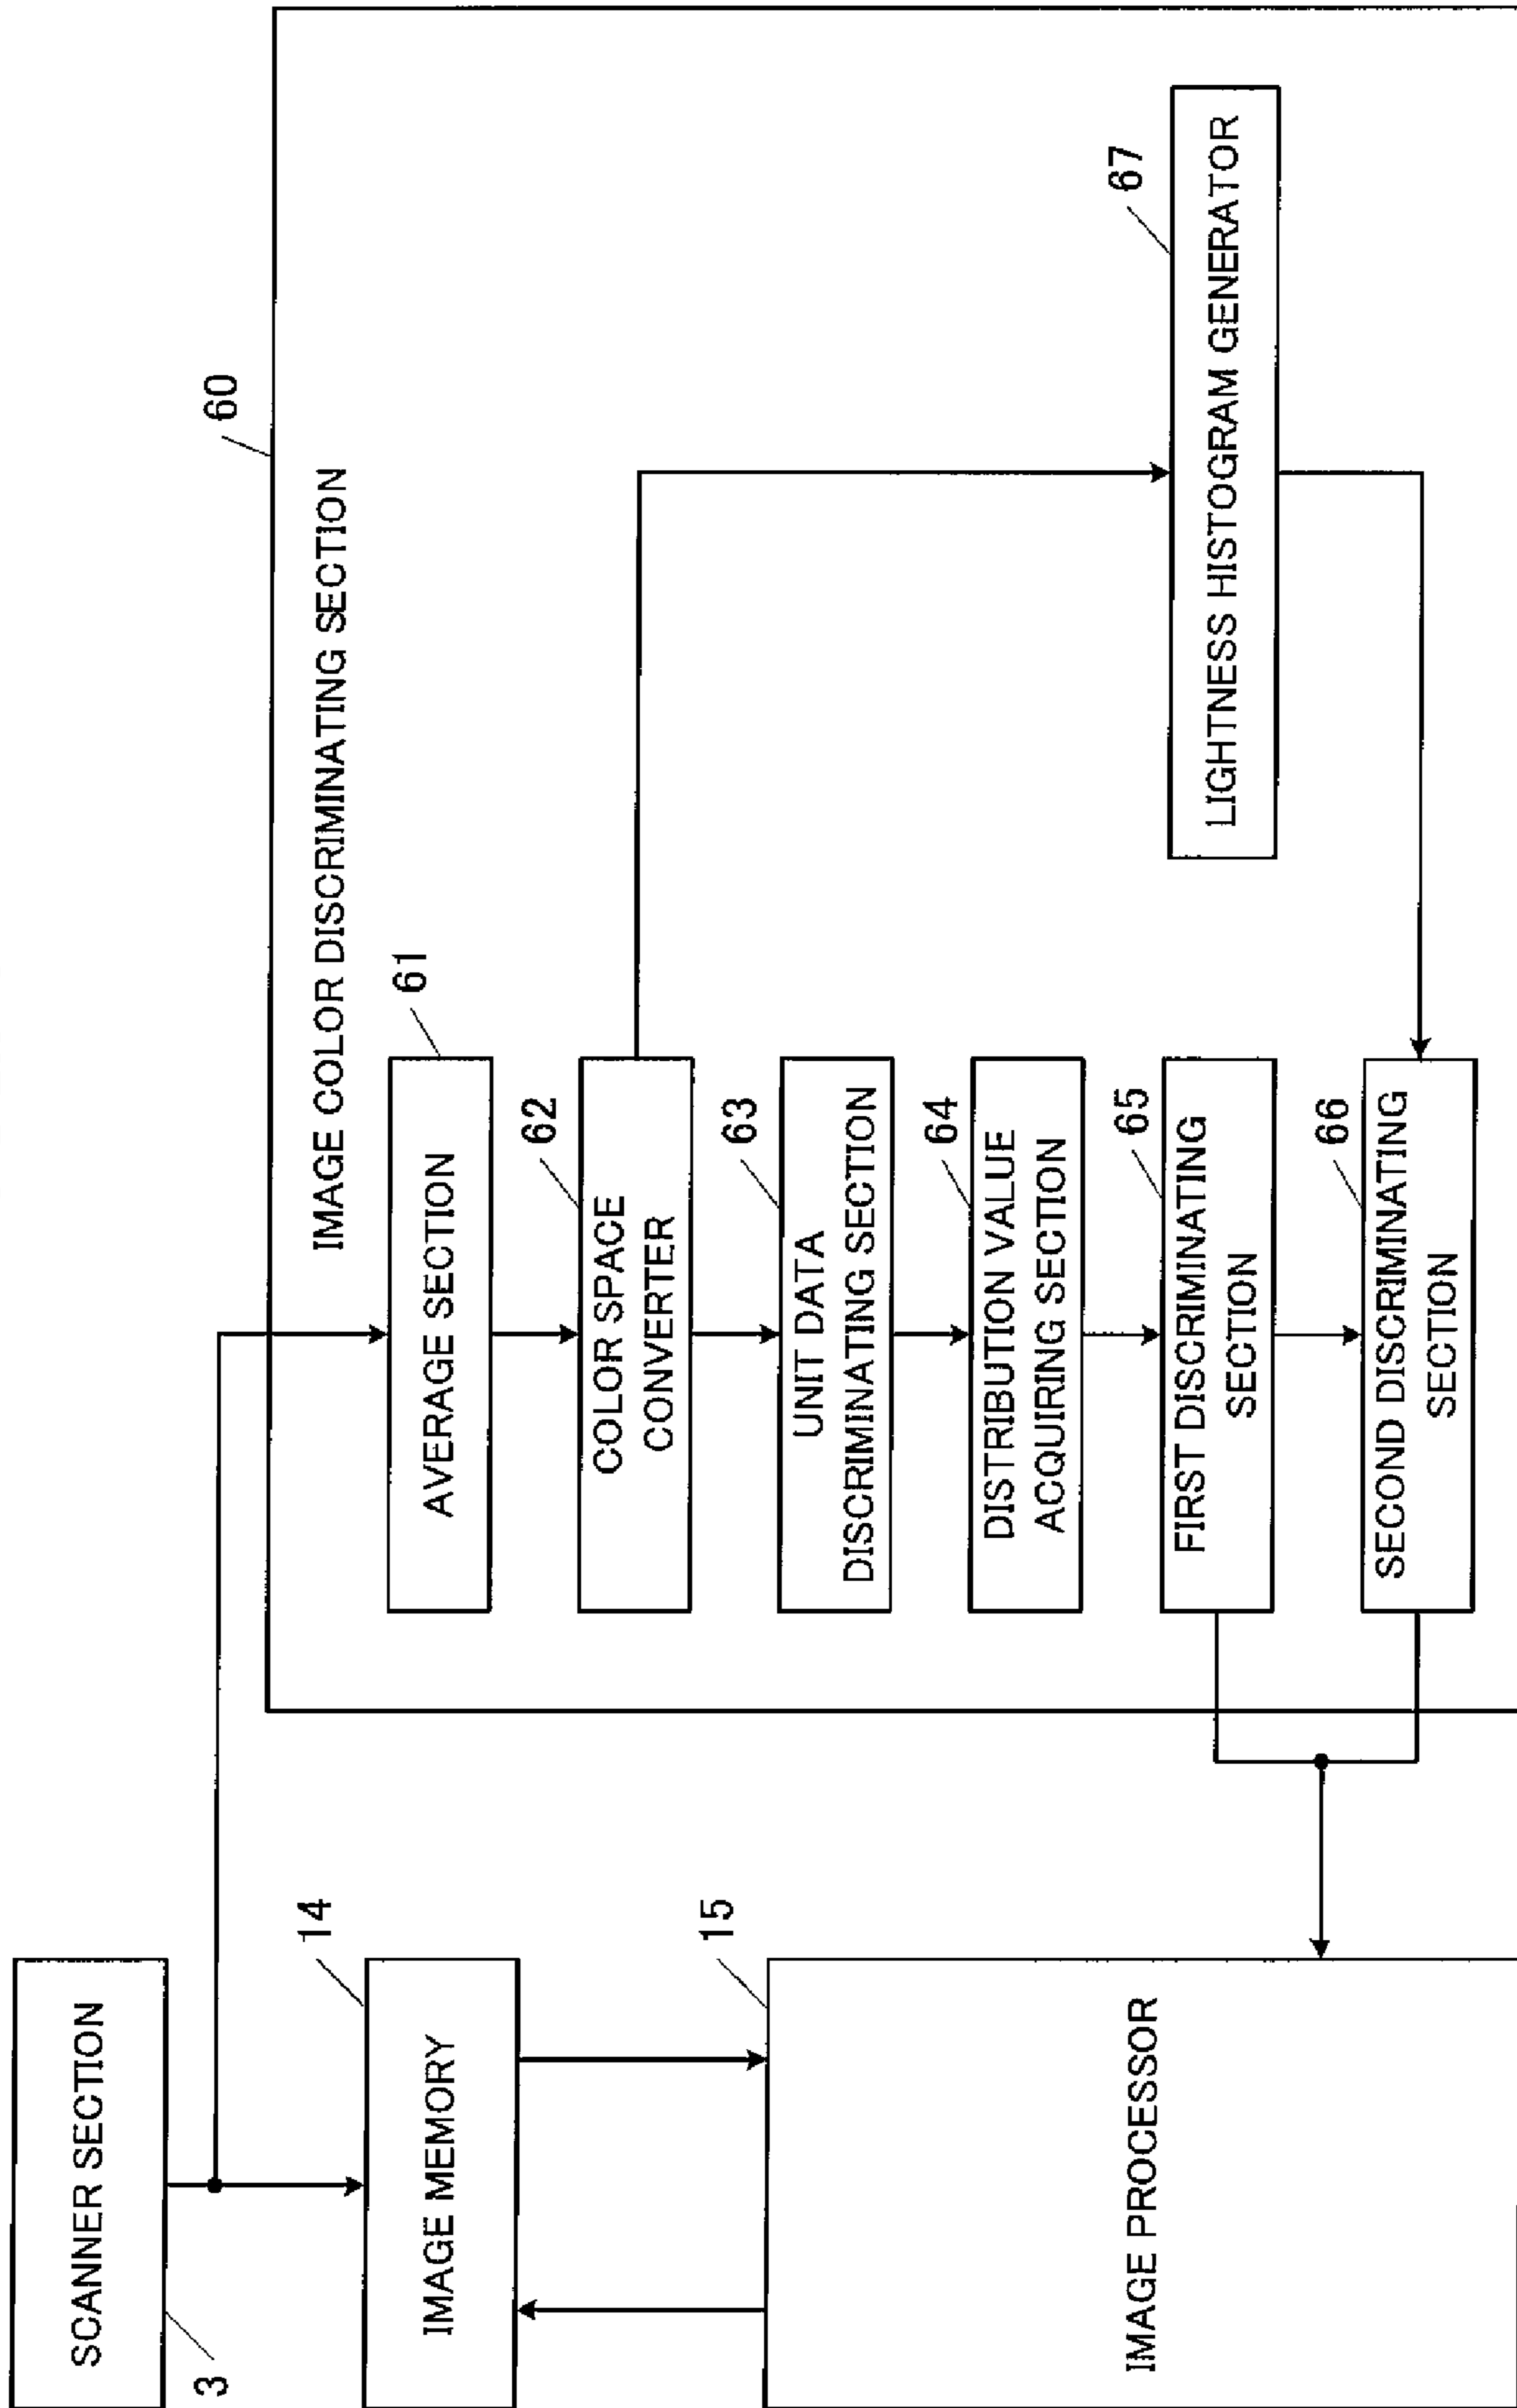 SCANNER SECTION
3
14
IMAGE MEMORY
15
IMAGE PROCESSOR
60
IMAGE COLOR DISCRIMINATING SECTION
61
AVERAGE SECTION
62
COLOR SPACE
CONVERTER
63
UNIT DATA
DISCRIMINATING SECTION
64
DISTRIBUTION VALUE
ACQUIRING SECTION
65
FIRST DISCRIMINATING
SECTION
66
SECOND DISCRIMINATING
SECTION
67
LIGHTNESS HISTOGRAM GENERATOR